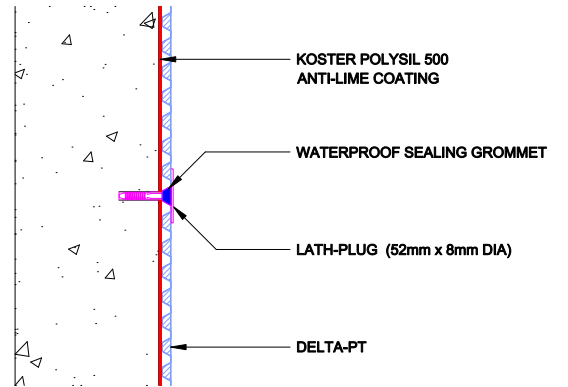 KOSTER POLYSIL 500
ANTI-LIME COATING
WATERPROOF SEALING GROMMET
LATH-PLUG (52mm x 8mm DIA)
DELTA-PT